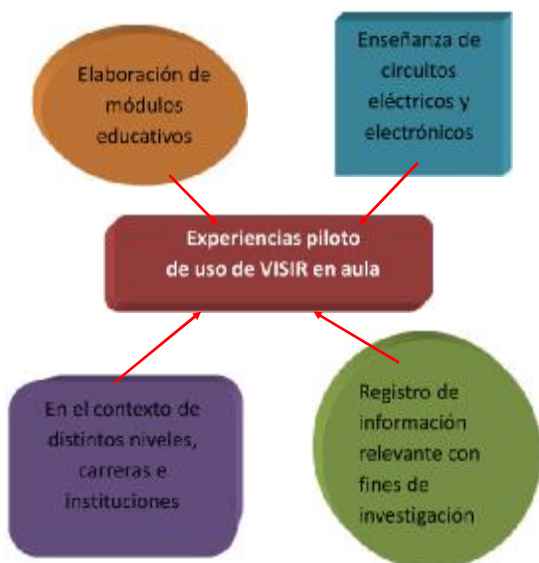 Elaboración de
módulos
educativos
Enseñanza de
circuitos
eléctricos y
electrónicos
Experiencias piloto
de uso de VISIR en aula
En el contexto de
distintos niveles,
carreras e
instituciones
Registro de
información
relevante con
fines de
investigación